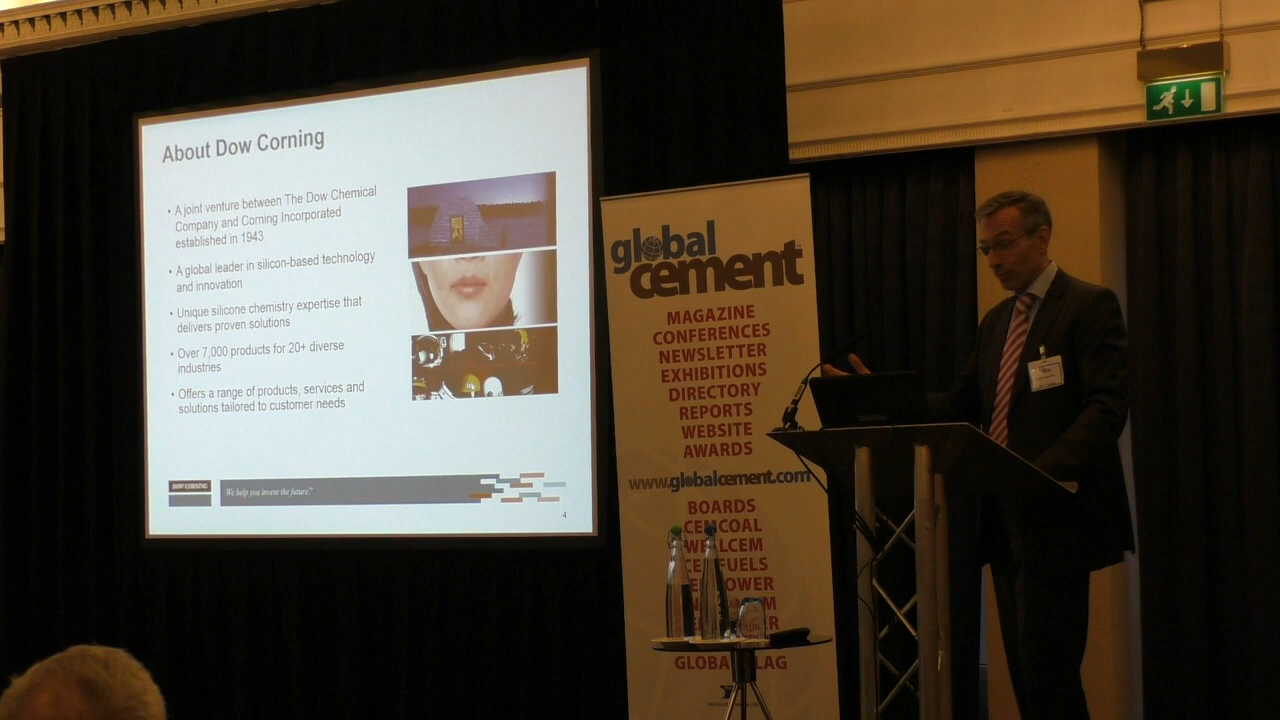 About Dow Corning
• A joint venture between The Dow Chemical
Company and Corning Incorporated
established in 1943
• A global leader in silicon-based technology
and innovation
• Unique silicone chemistry expertise that
delivers proven solutions
• Over 7,000 products for 20+ diverse
industries
• Offers a range of products, services and
solutions tailored to customer needs
DOW CORNING
We help you invent the future.™
4
global
cement™
MAGAZINE
CONFERENCES
NEWSLETTER
EXHIBITIONS
DIRECTORY
REPORTS
WEBSITE
AWARDS
www.globalcement.com
BOARDS
CEMCOAL